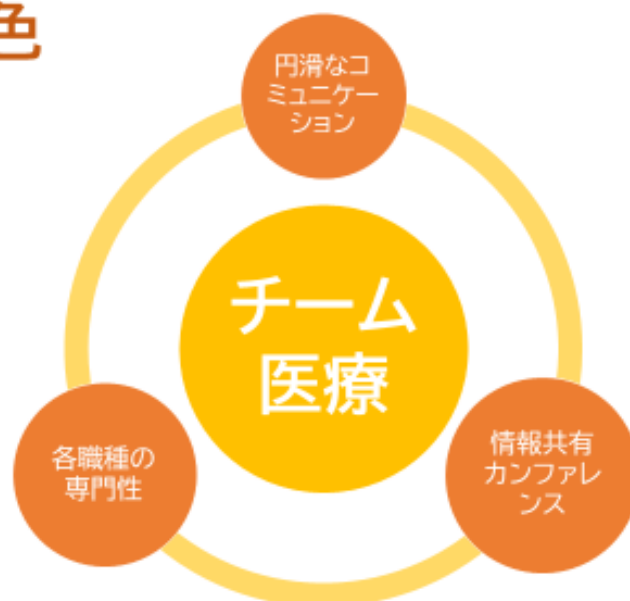 色
円滑なコ
ミュニケー
ション
チーム
医療
各職種の
専門性
情報共有
カンファレ
ンス